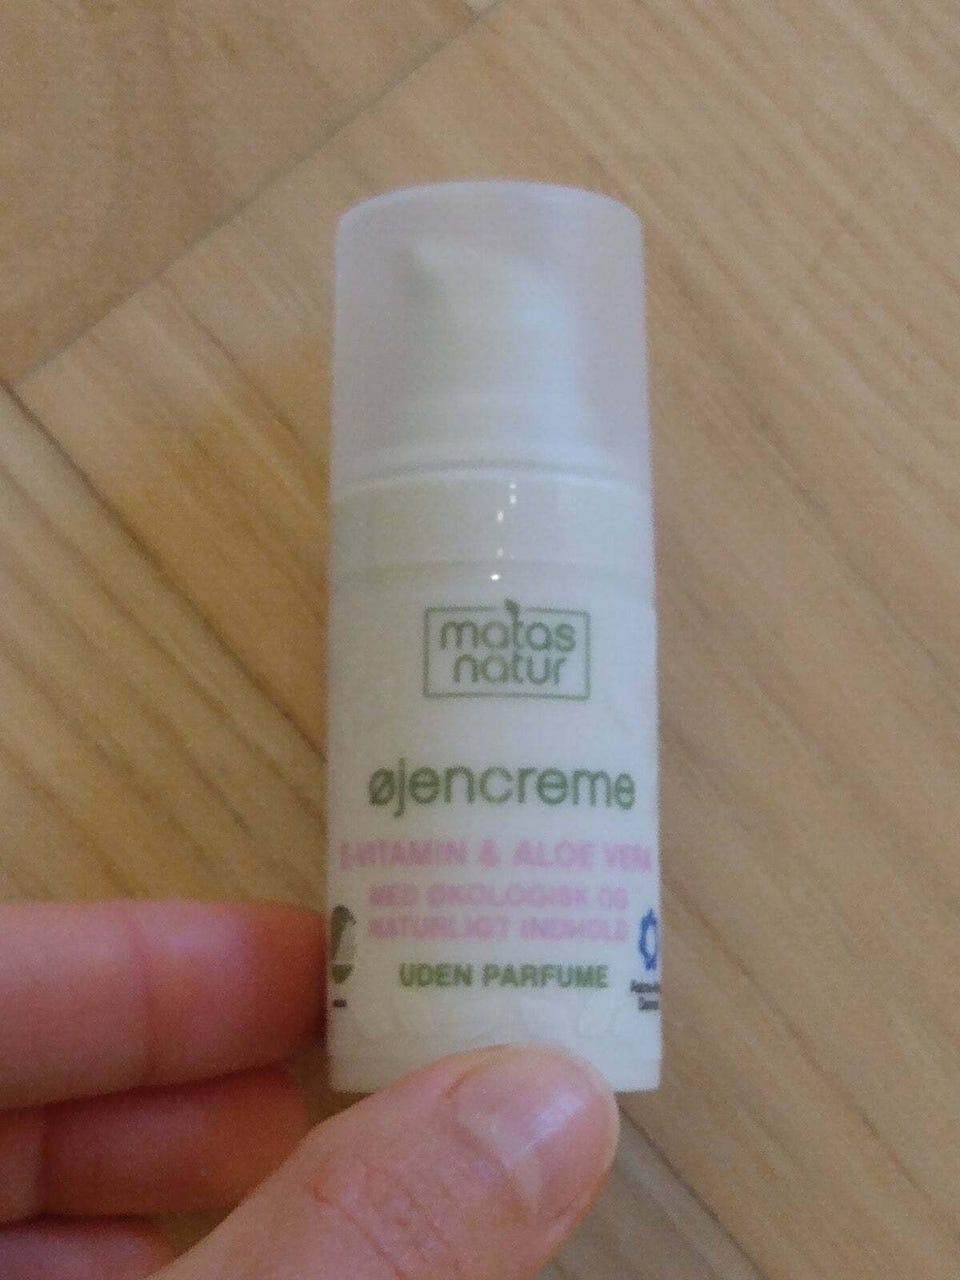 matas
natur
øjencreme
E-VITAMIN & ALOE VERA
MED ØKOLOGISK OG
NATURLIGT INDHOLD
UDEN PARFUME